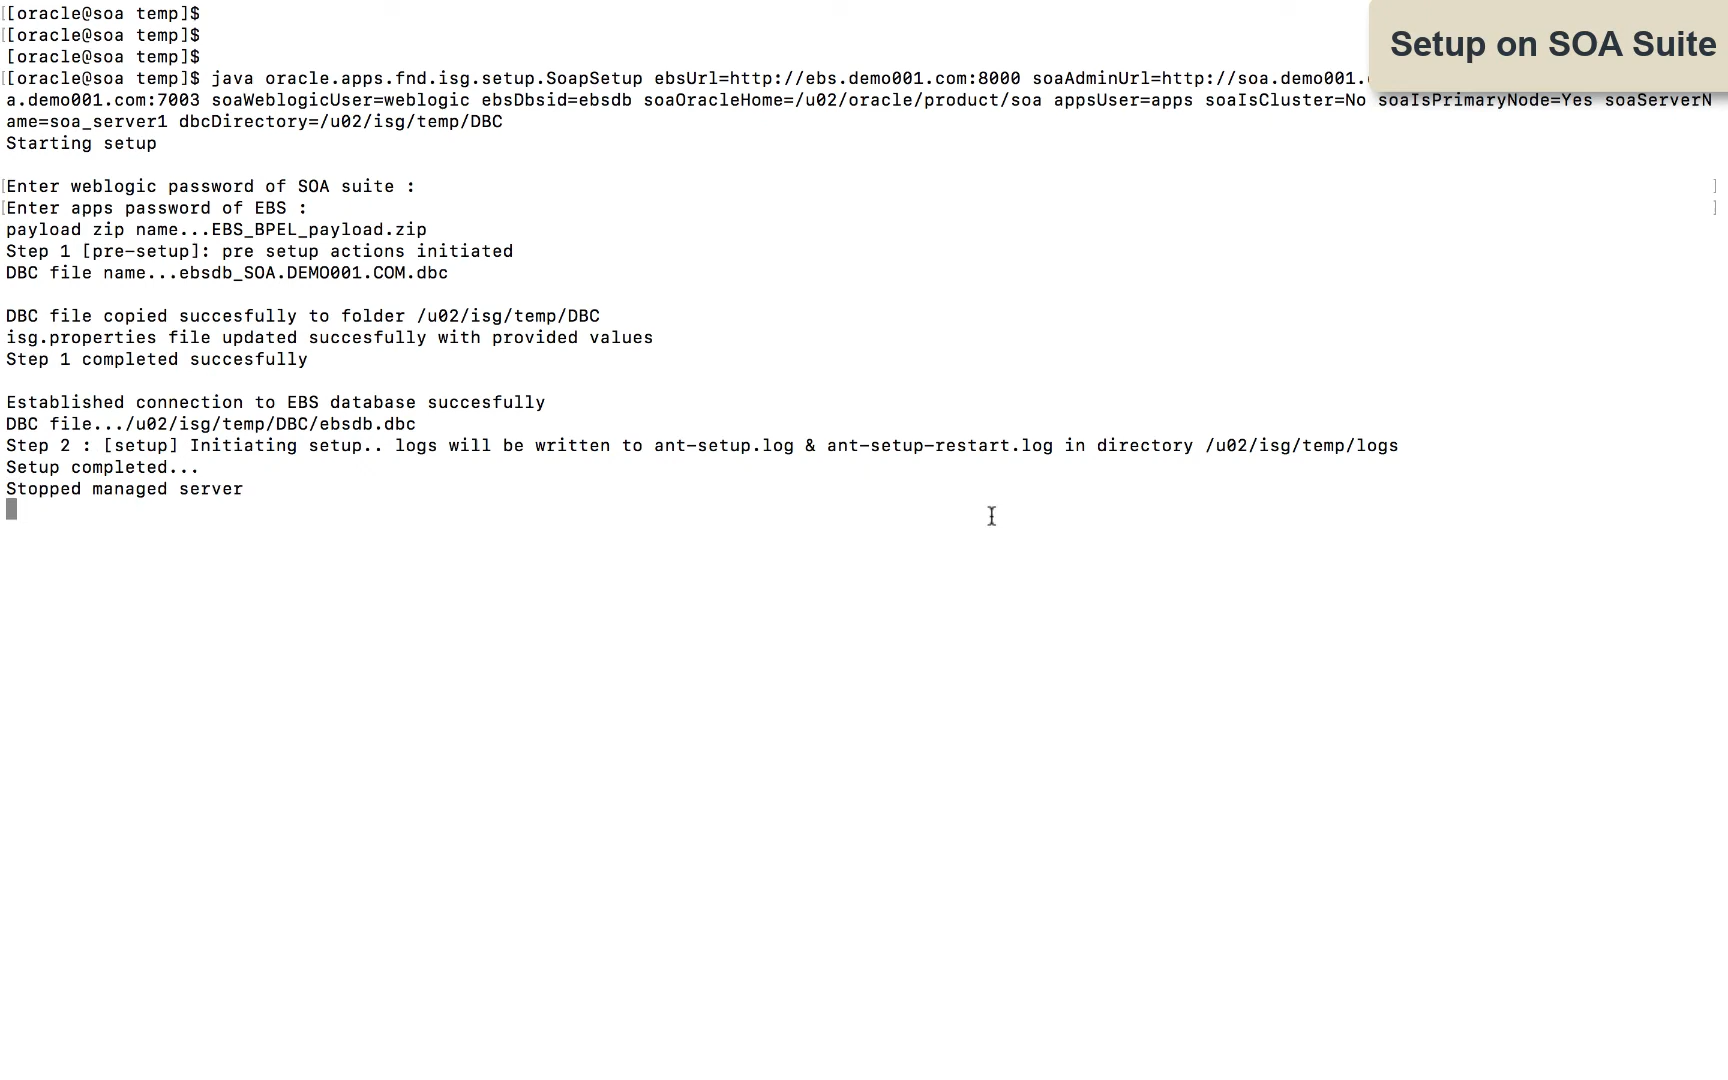 [[oracle@soa temp]$
[[oracle@soa temp]$
[oracle@soa temp]$
[[oracle@soa temp]$ java oracle.apps.fnd.isg.setup.SoapSetup ebsUrl=http://ebs.demo001.com:8000 soaAdminUrl=http://soa.demo001.
Setup on SOA Suite
a.demo001.com:7003 soaWeblogicUser=weblogic ebsDbsid=ebsdb soaOracleHome=/u02/oracle/product/soa appsUser=apps soaIsCluster=No soaIsPrimaryNode=Yes soaServerN
ame=soa_server1 dbcDirectory=/u02/isg/temp/DBC
Starting setup
[Enter weblogic password of SOA suite : ]
[Enter apps password of EBS : ]
payload zip name...EBS_BPEL_payload.zip
Step 1 [pre-setup]: pre setup actions initiated
DBC file name...ebsdb_SOA.DEMO001.COM.dbc
DBC file copied succesfully to folder /u02/isg/temp/DBC
isg.properties file updated succesfully with provided values
Step 1 completed succesfully
Established connection to EBS database succesfully
DBC file.../u02/isg/temp/DBC/ebsdb.dbc
Step 2 : [setup] Initiating setup.. logs will be written to ant-setup.log & ant-setup-restart.log in directory /u02/isg/temp/logs
Setup completed...
Stopped managed server